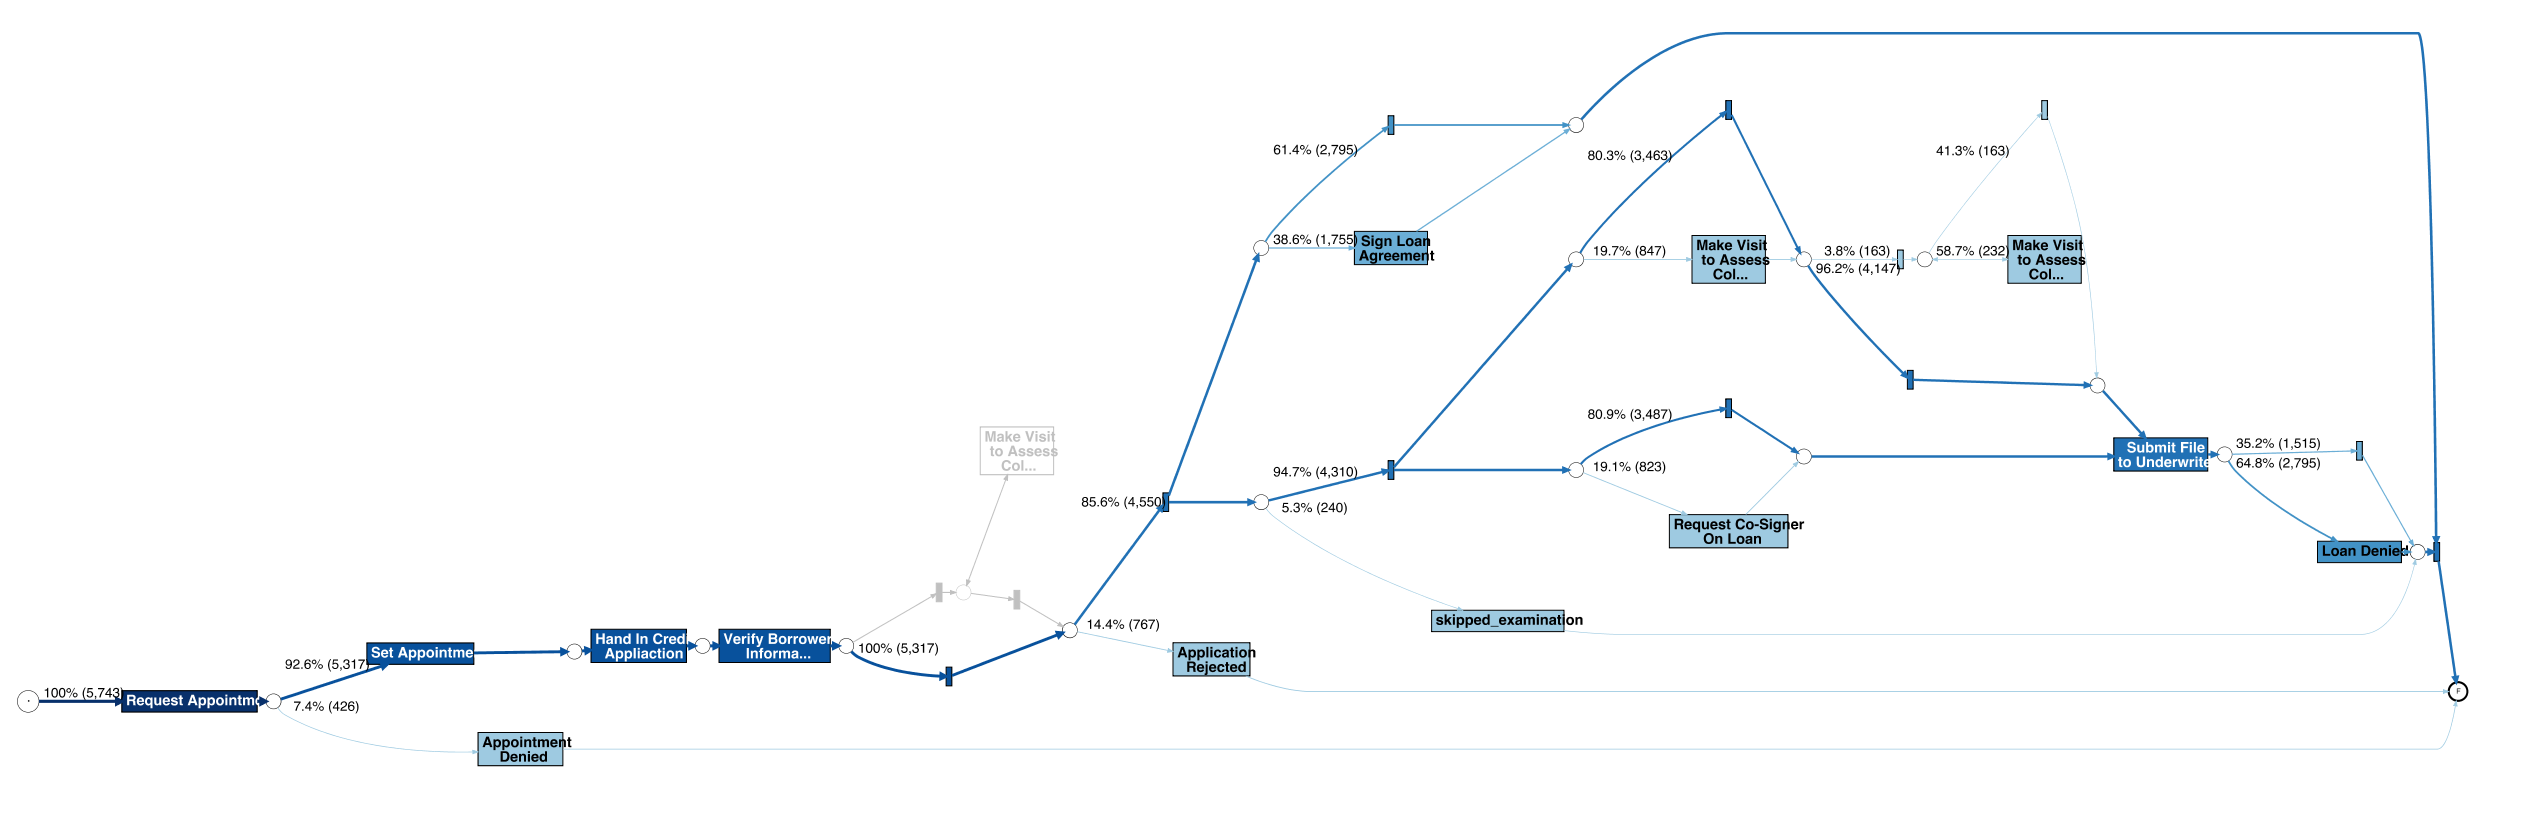 61.4% (2,795)
80.3% (3,463)
41.3% (163)
38.6% (1,755)
Sign Loan
Agreement
19.7% (847)
Make Visit
to Assess
Col...
3.8% (163)
96.2% (4,147)
58.7% (232)
Make Visit
to Assess
Col...
80.9% (3,487)
Make Visit
to Assess
Col...
94.7% (4,310)
19.1% (823)
Submit File
to Underwrite
35.2% (1,515)
64.8% (2,795)
85.6% (4,550)
5.3% (240)
Request Co-Signer
On Loan
Loan Denied
skipped_examination
14.4% (767)
Application
Rejected
100% (5,743)
Request Appointme
92.6% (5,317)
7.4% (426)
Set Appointme
Hand In Credi
Appliaction
Verify Borrower
Informa...
100% (5,317)
F
Appointment
Denied